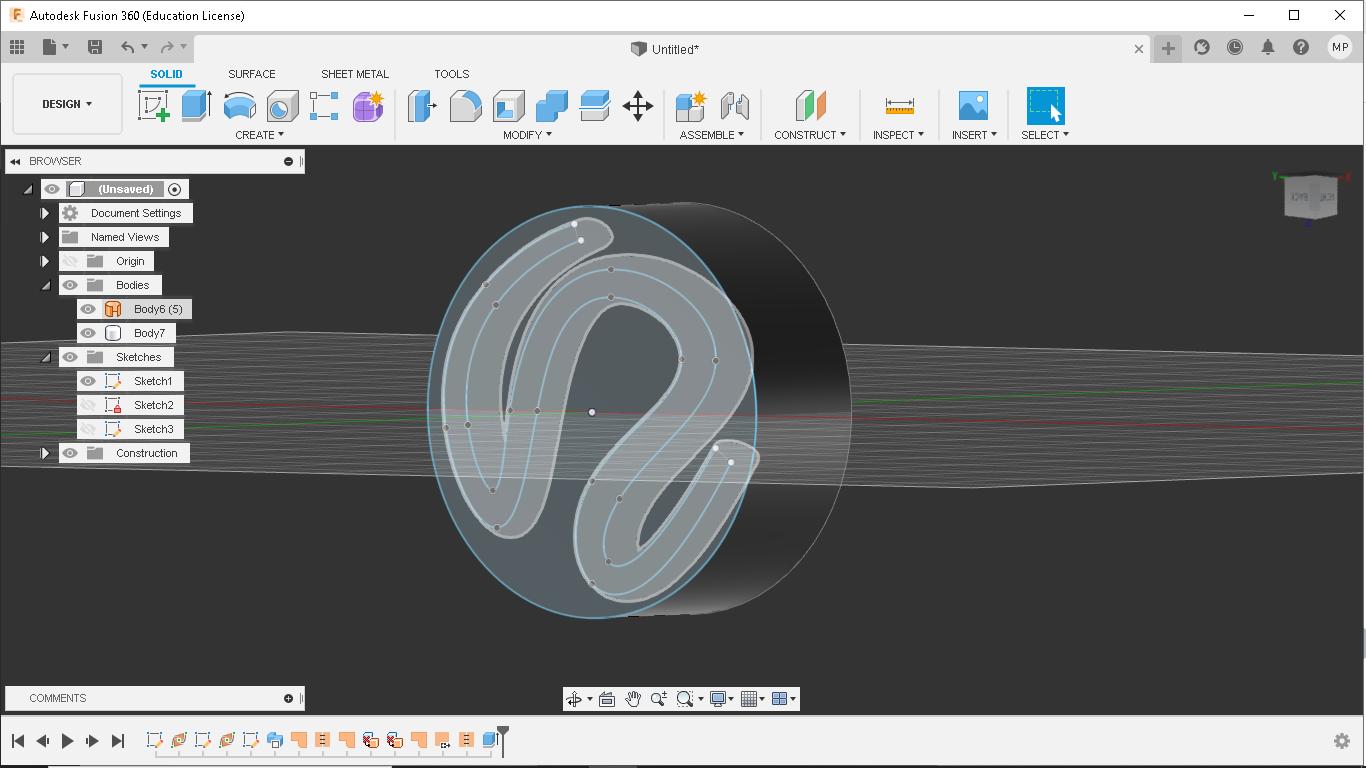 Autodesk Fusion 360 (Education License)
Untitled*
MP
SOLID SURFACE SHEET METAL TOOLS
DESIGN
CREATE MODIFY ASSEMBLE CONSTRUCT INSPECT INSERT SELECT
BROWSER
(Unsaved)
Document Settings
Named Views
Origin
Bodies
Body6 (5)
Body7
Sketches
Sketch1
Sketch2
Sketch3
Construction
Y
X
BACK
COMMENTS